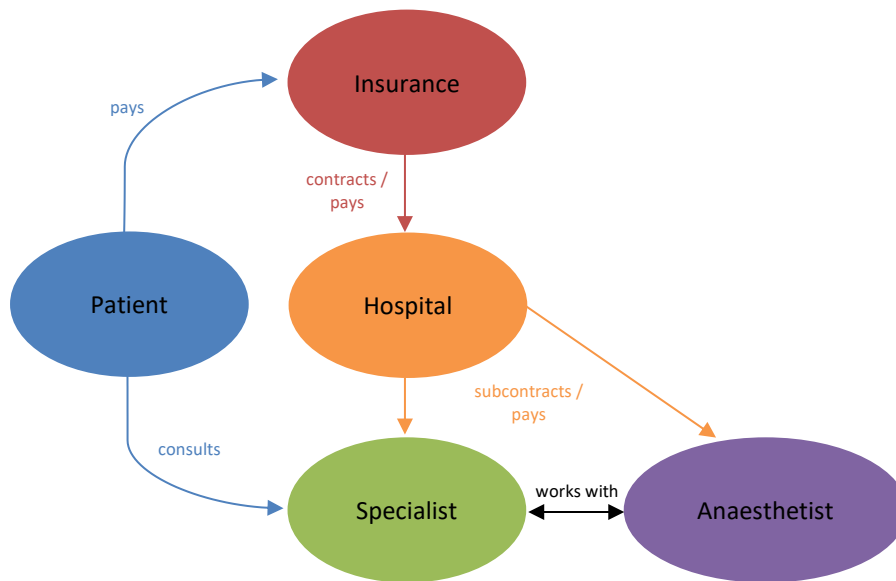 Insurance
pays
contracts /
pays
Patient
Hospital
subcontracts /
pays
consults
works with
Specialist
Anaesthetist